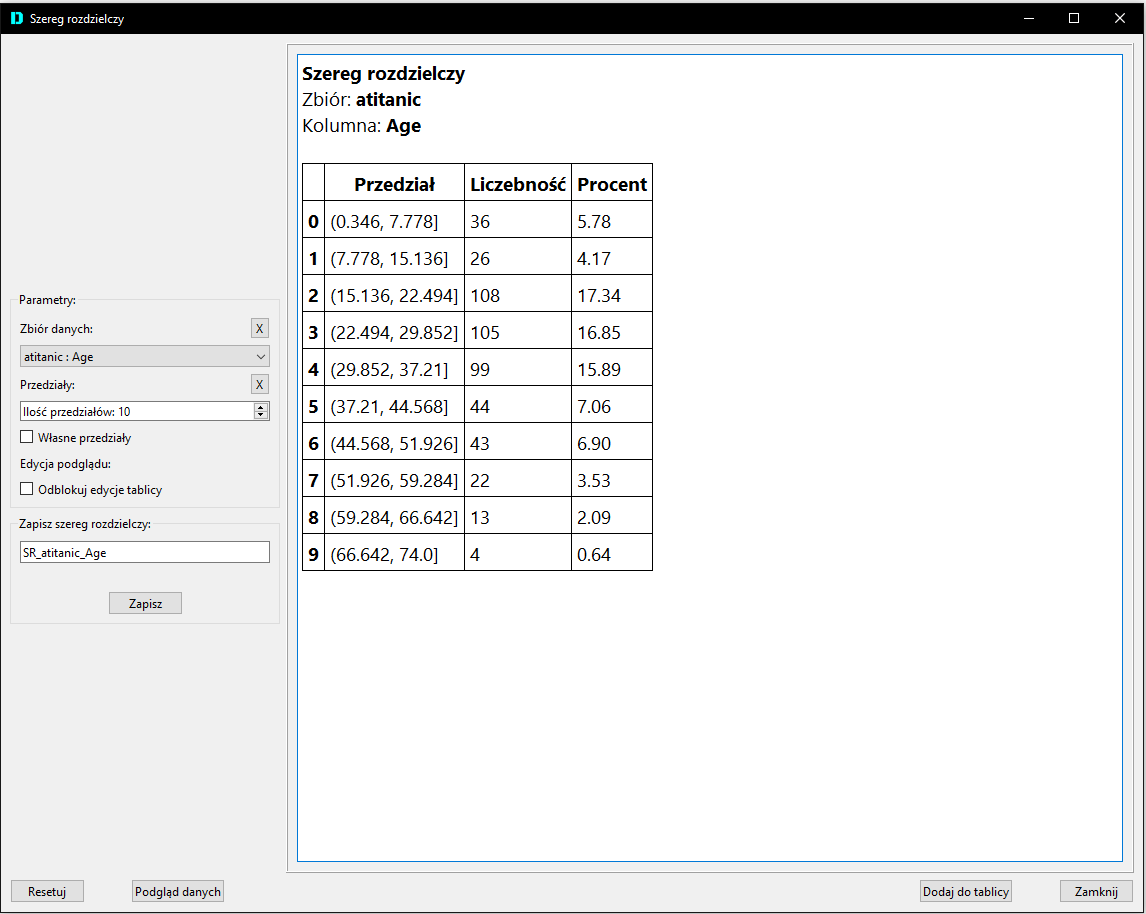 Szereg rozdzielczy
Parametry:
Zbiór danych:
X
atitanic : Age
Przedziały:
X
Ilość przedziałów: 10
Własne przedziały
Edycja podglądu:
Odblokuj edycje tablicy
Zapisz szereg rozdzielczy:
SR_atitanic_Age
Zapisz
Szereg rozdzielczy
Zbiór: atitanic
Kolumna: Age
Przedział Liczebność Procent
0 (0.346, 7.778] 36 5.78
1 (7.778, 15.136] 26 4.17
2 (15.136, 22.494] 108 17.34
3 (22.494, 29.852] 105 16.85
4 (29.852, 37.21] 99 15.89
5 (37.21, 44.568] 44 7.06
6 (44.568, 51.926] 43 6.90
7 (51.926, 59.284] 22 3.53
8 (59.284, 66.642] 13 2.09
9 (66.642, 74.0] 4 0.64
Resetuj Podgląd danych Dodaj do tablicy Zamknij